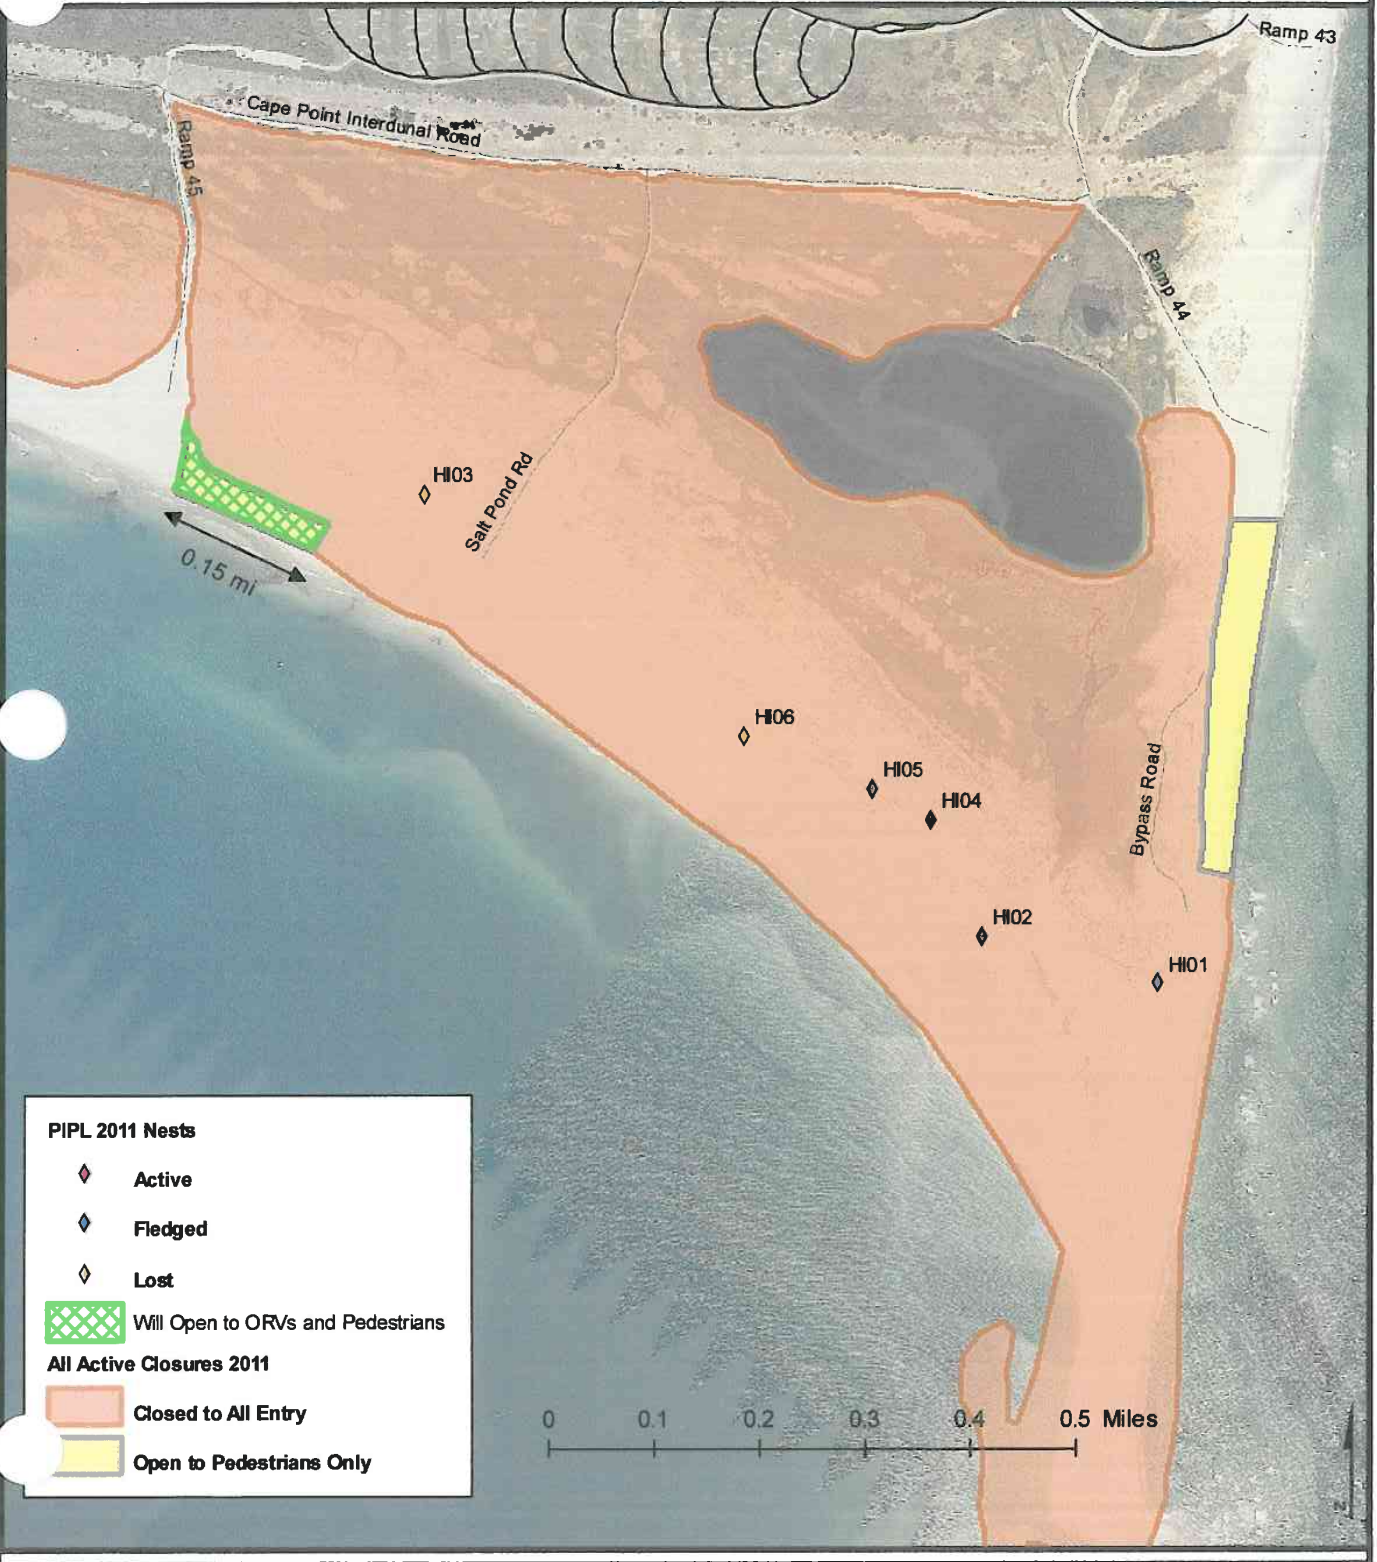 Ramp 43
Cape Point Interdunal Road
Ramp 45
Ramp 44
HI03
Salt Pond Rd
0.15 mi
HI06
HI05
HI04
Bypass Road
HI02
HI01
PIPL 2011 Nests
Active
Fledged
Lost
Will Open to ORVs and Pedestrians
All Active Closures 2011
Closed to All Entry
Open to Pedestrians Only
0 0.1 0.2 0.3 0.4 0.5 Miles
N